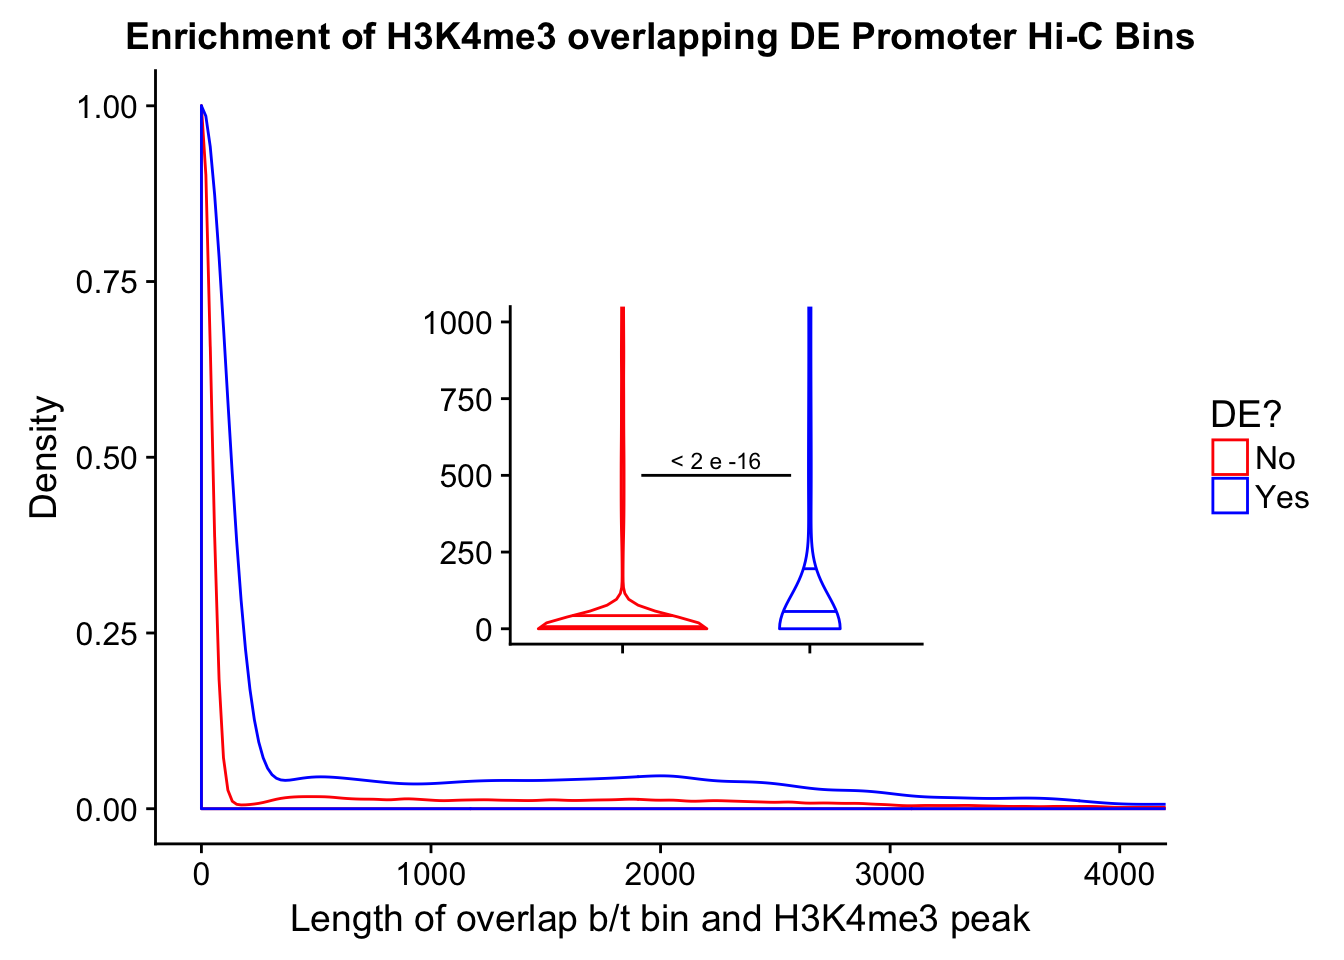 Enrichment of H3K4me3 overlapping DE Promoter Hi-C Bins
1.00
0.75
0.50
0.25
0.00
Density
1000
750
500
250
0
< 2 e -16
DE?
No
Yes
0 1000 2000 3000 4000
Length of overlap b/t bin and H3K4me3 peak